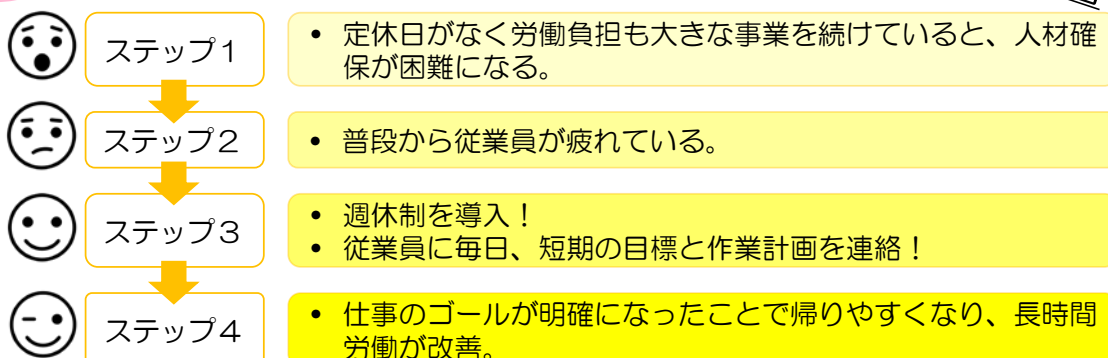 ステップ１
• 定休日がなく労働負担も大きな事業を続けていると、人材確
保が困難になる。
ステップ２
• 普段から従業員が疲れている。
ステップ３
• 週休制を導入！
• 従業員に毎日、短期の目標と作業計画を連絡！
ステップ４
• 仕事のゴールが明確になったことで帰りやすくなり、長時間
労働が改善。